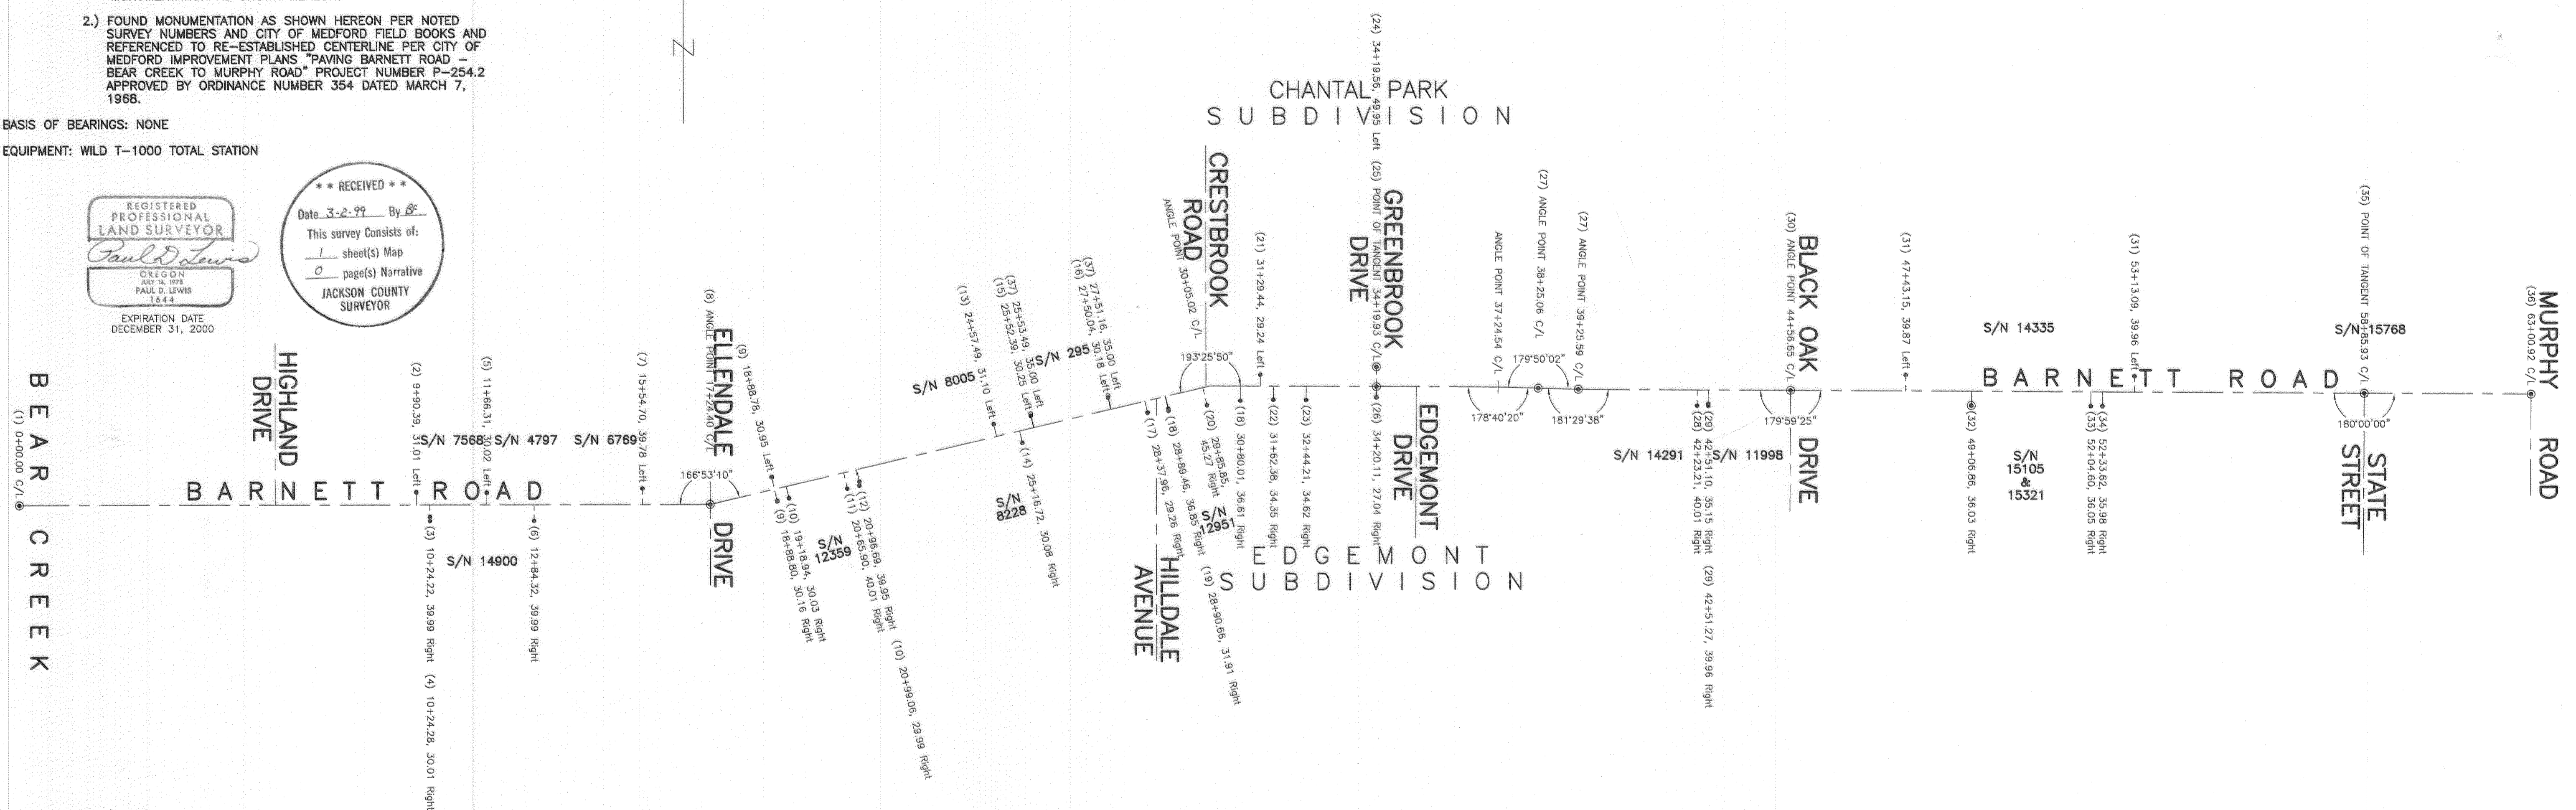 2.) FOUND MONUMENTATION AS SHOWN HEREON PER NOTED
SURVEY NUMBERS AND CITY OF MEDFORD FIELD BOOKS AND
REFERENCED TO RE-ESTABLISHED CENTERLINE PER CITY OF
MEDFORD IMPROVEMENT PLANS "PAVING BARNETT ROAD -
BEAR CREEK TO MURPHY ROAD" PROJECT NUMBER P-254.2
APPROVED BY ORDINANCE NUMBER 354 DATED MARCH 7,
1968.
BASIS OF BEARINGS: NONE
EQUIPMENT: WILD T-1000 TOTAL STATION
REGISTERED
PROFESSIONAL
LAND SURVEYOR
Paul D Lewis
OREGON
JULY 14, 1978
PAUL D. LEWIS
1644
EXPIRATION DATE
DECEMBER 31, 2000
* * RECEIVED * *
Date 3-2-99 By
This survey Consists of:
1 sheet(s) Map
0 page(s) Narrative
JACKSON COUNTY
SURVEYOR
N
BEAR CREEK
(1) 0+00.00 C/L
HIGHLAND
DRIVE
BARNETT ROAD
(2) 9+90.39, 31.01 Left
S/N 7568
(5) 11+66.31, 30.02 Left
S/N 4797
S/N 6769
(7) 15+54.70, 39.78 Left
(3) 10+24.22, 39.99 Right (4) 10+24.28, 30.01 Right
S/N 14900
(6) 12+84.32, 39.99 Right
(8) ANGLE POINT 17+24.40 C/L
ELLENDALE DRIVE
166°53'10"
(9) 18+88.78, 30.95 Left
(10) 19+18.94, 30.03 Right
(9) 18+88.80, 30.16 Right
S/N
12359
(12) 20+96.69, 39.95 Right (10) 20+99.06, 29.99 Right
(11) 20+65.90, 40.01 Right
S/N 8005
(13) 24+57.49, 31.10 Left
(37) 25+53.49, 35.00 Left
(15) 25+52.39, 30.25 Left
S/N 295
(37) 27+51.16, 35.00 Left
(16) 27+50.04, 30.18 Left
S/N
8228
(14) 25+16.72, 30.08 Right
HILLDALE
AVENUE
(17) 28+37.96, 29.26 Right
(18) 28+89.46, 36.85 Right (19) 28+90.66, 31.91 Right
(20) 29+85.85,
45.27 Right
S/N
12951
CRESTBROOK
ROAD
ANGLE POINT 30+05.02 C/L
193°25'50"
(18) 30+80.01, 36.61 Right
(21) 31+29.44, 29.24 Left
(22) 31+62.38, 34.35 Right
(23) 32+44.21, 34.62 Right
CHANTAL PARK
SUBDIVISION
(24) 34+19.56, 49.95 Left (25) POINT OF TANGENT 34+19.93 C/L
GREENBROOK
DRIVE
(26) 34+20.11, 27.04 Right
EDGEMONT
DRIVE
EDGEMONT
SUBDIVISION
ANGLE POINT 37+24.54 C/L
178°40'20"
(27) ANGLE POINT 38+25.06 C/L
179°50'02"
(27) ANGLE POINT 39+25.59 C/L
181°29'38"
S/N 14291
(29) 42+51.10, 35.15 Right (29) 42+51.27, 39.96 Right
(28) 42+23.21, 40.01 Right
S/N 11998
(30) ANGLE POINT 44+56.65 C/L
BLACK OAK DRIVE
179°59'25"
(31) 47+43.15, 39.87 Left
S/N 14335
BARNETT ROAD
(32) 49+06.86, 36.03 Right
S/N
15105
&
15321
(31) 53+13.09, 39.96 Left
(34) 52+33.62, 35.98 Right
(33) 52+04.60, 36.05 Right
(35) POINT OF TANGENT 58+85.93 C/L
S/N 15768
180°00'00"
STATE
STREET
MURPHY ROAD
(36) 63+00.92 C/L